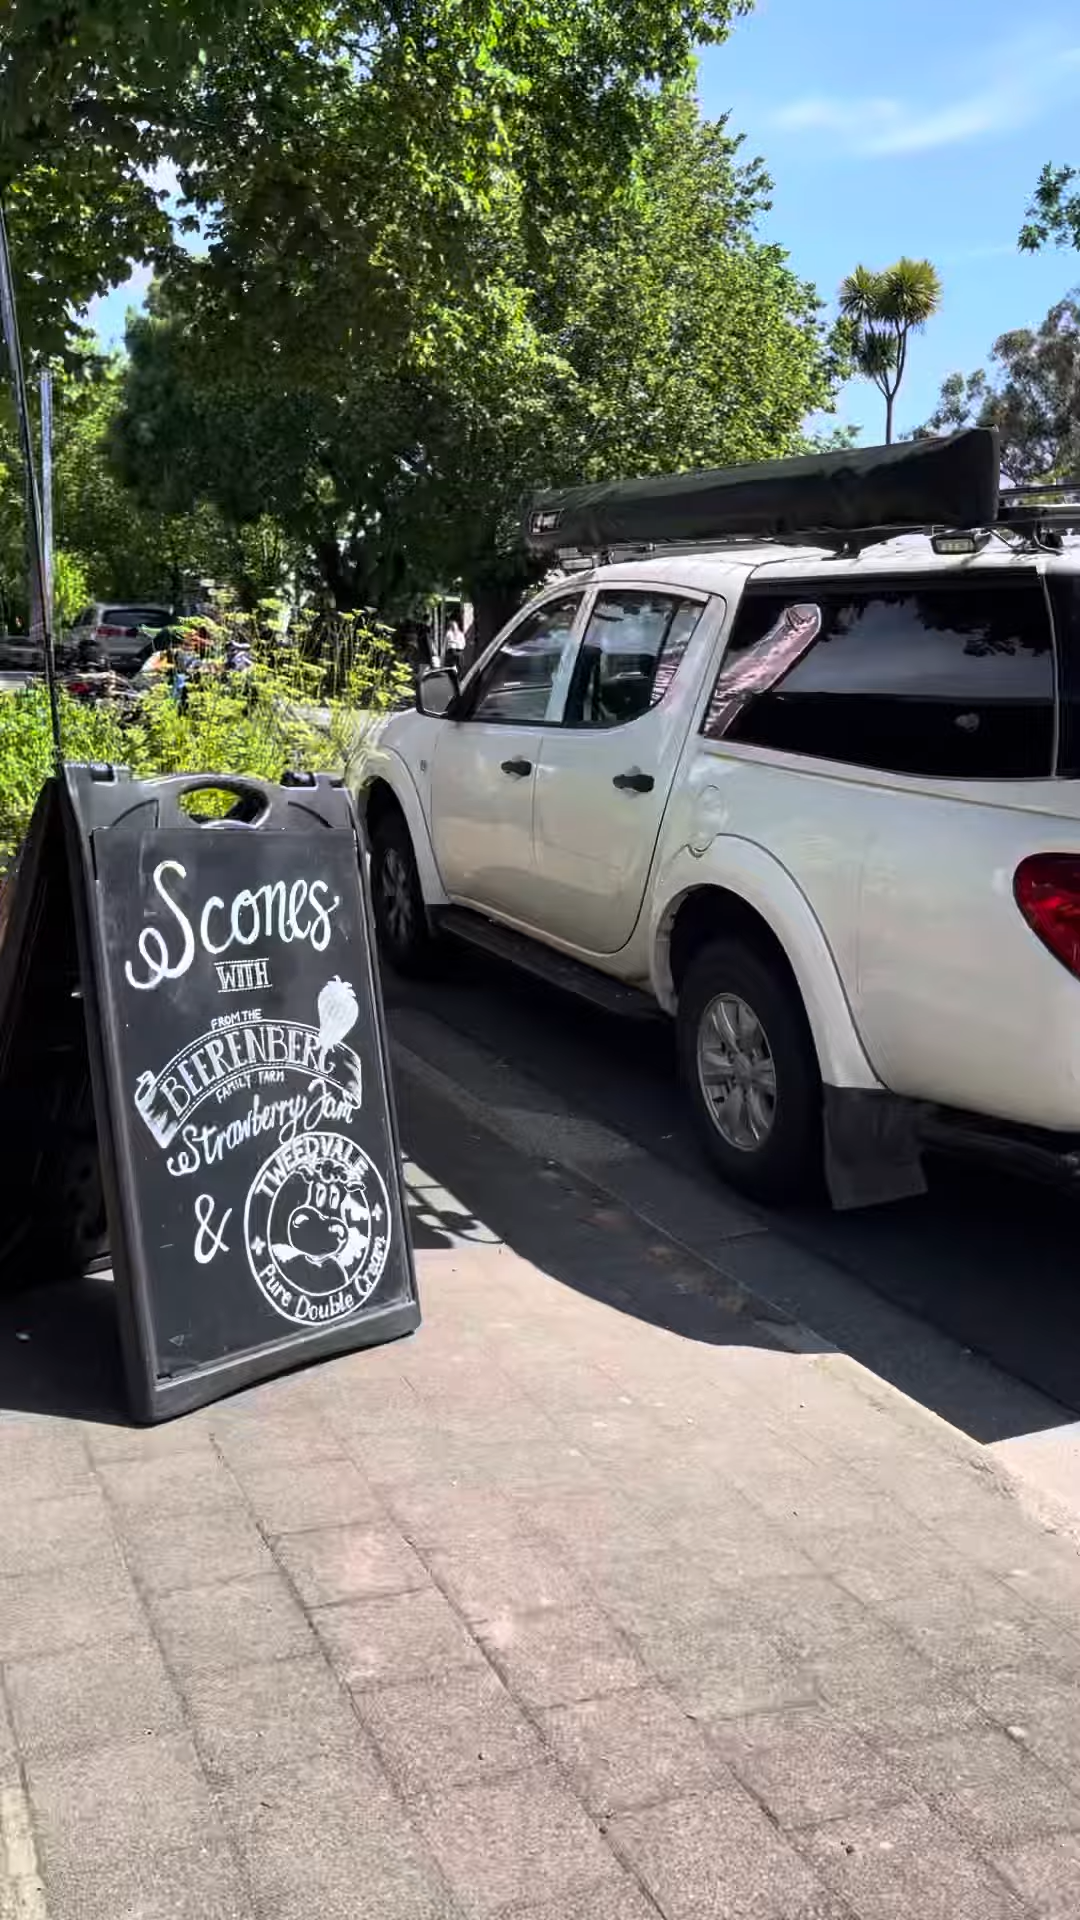 Scones
WITH
FROM THE
BEERENBERG
FAMILY FARM
Strawberry Jam
&
TWEEDVALE
Pure Double Cream